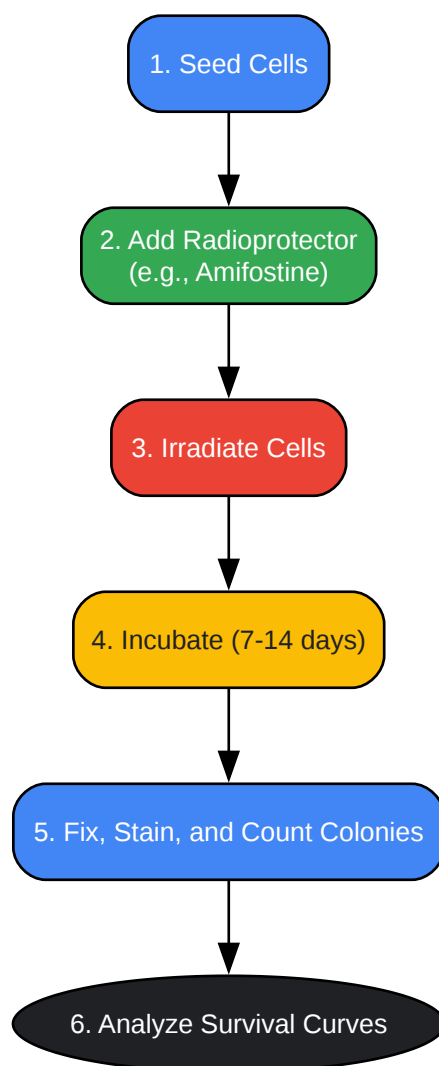 1. Seed Cells
2. Add Radioprotector
(e.g., Amifostine)
3. Irradiate Cells
4. Incubate (7-14 days)
5. Fix, Stain, and Count Colonies
6. Analyze Survival Curves